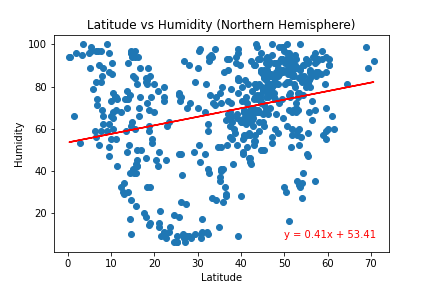 Latitude vs Humidity (Northern Hemisphere)
100
80
60
40
20
Humidity
y = 0.41x + 53.41
0 10 20 30 40 50 60 70
Latitude